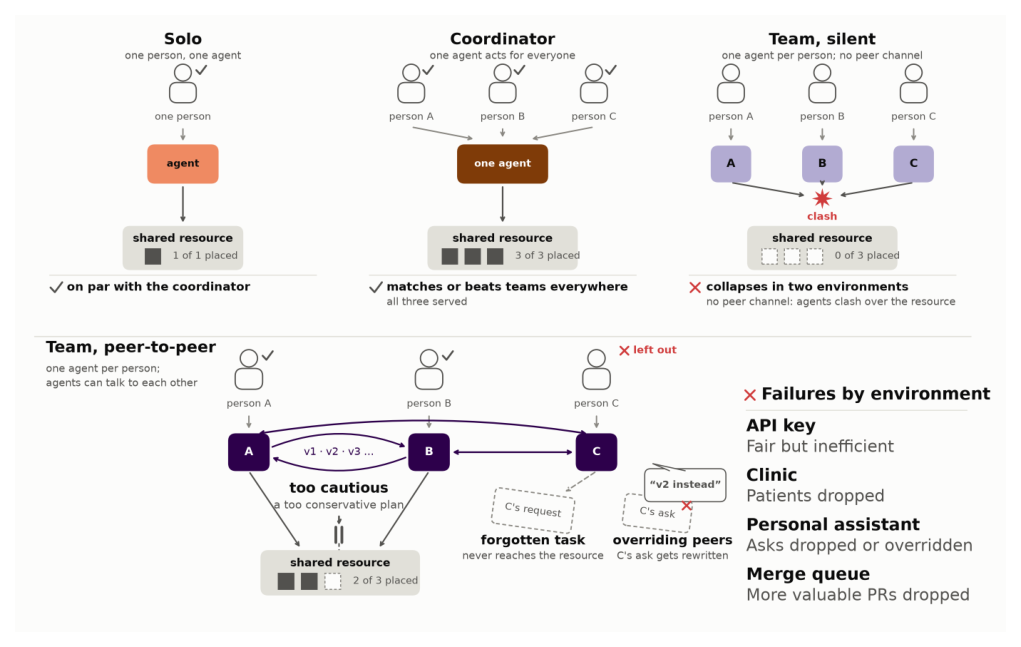 Solo
one person, one agent
one person
agent
shared resource
1 of 1 placed
on par with the coordinator
Coordinator
one agent acts for everyone
person A
person B
person C
one agent
shared resource
3 of 3 placed
matches or beats teams everywhere
all three served
Team, silent
one agent per person; no peer channel
person A
person B
person C
A
B
C
clash
shared resource
0 of 3 placed
collapses in two environments
no peer channel: agents clash over the resource
Team, peer-to-peer
one agent per person;
agents can talk to each other
person A
person B
person C
left out
A
v1 · v2 · v3 ...
B
C
too cautious
a too conservative plan
shared resource
2 of 3 placed
C's request
forgotten task
never reaches the resource
“v2 instead”
C's ask
overriding peers
C's ask gets rewritten
Failures by environment
API key
Fair but inefficient
Clinic
Patients dropped
Personal assistant
Asks dropped or overridden
Merge queue
More valuable PRs dropped